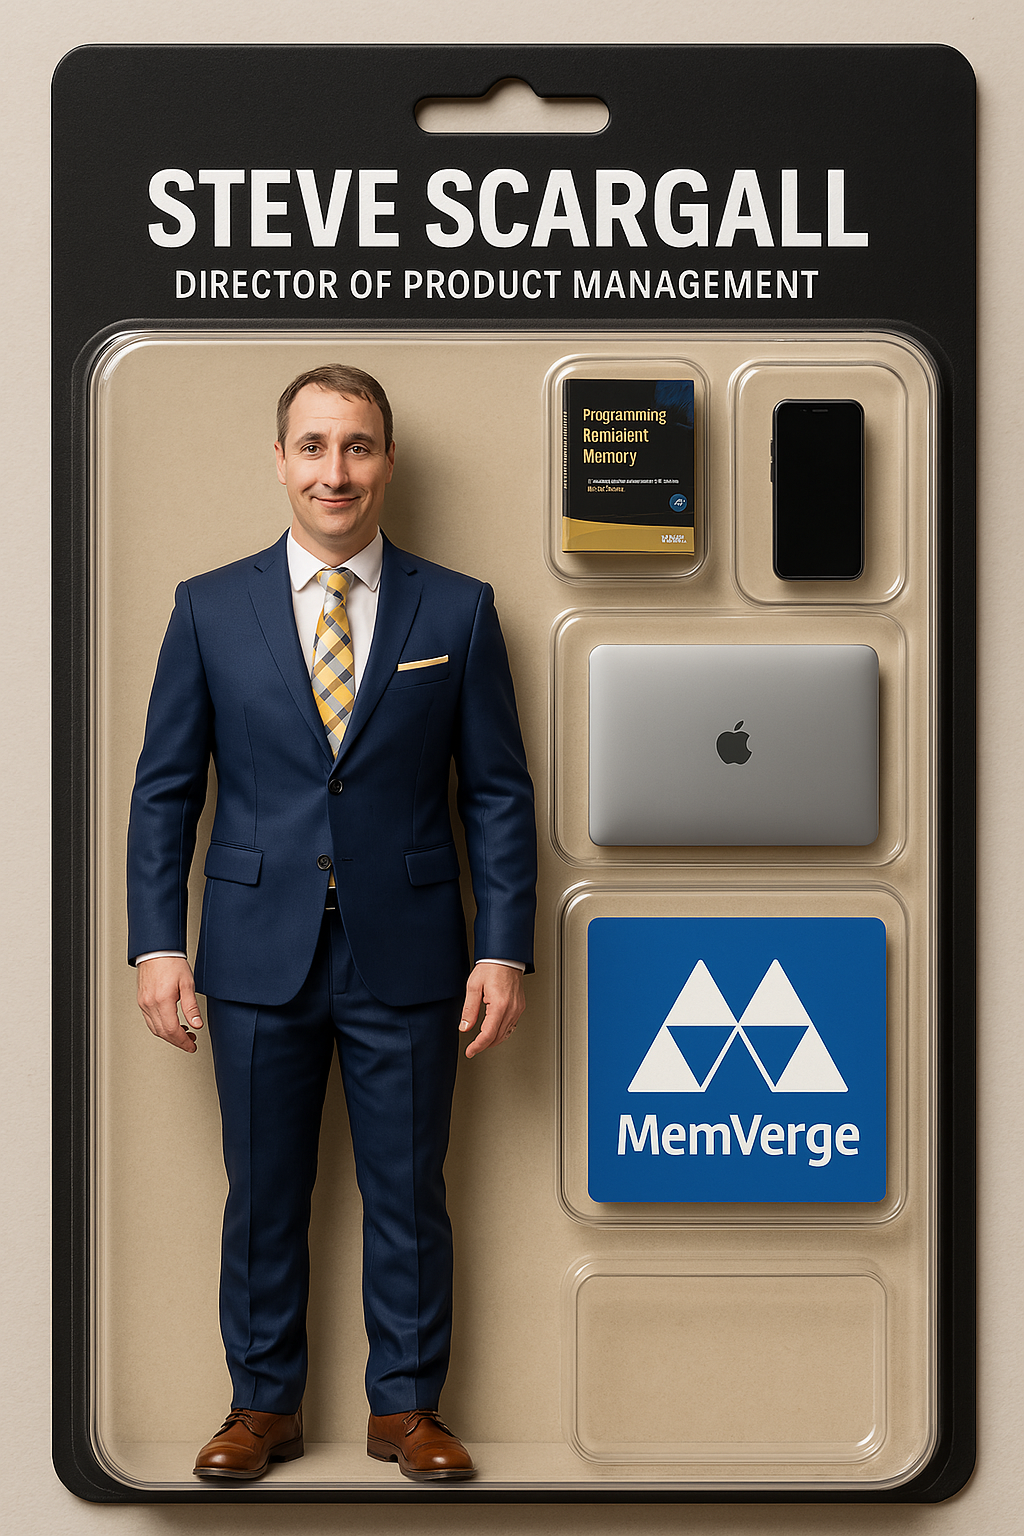 STEVE SCARGALL
DIRECTOR OF PRODUCT MANAGEMENT
Programming
Remiaient
Memory
MemVerge